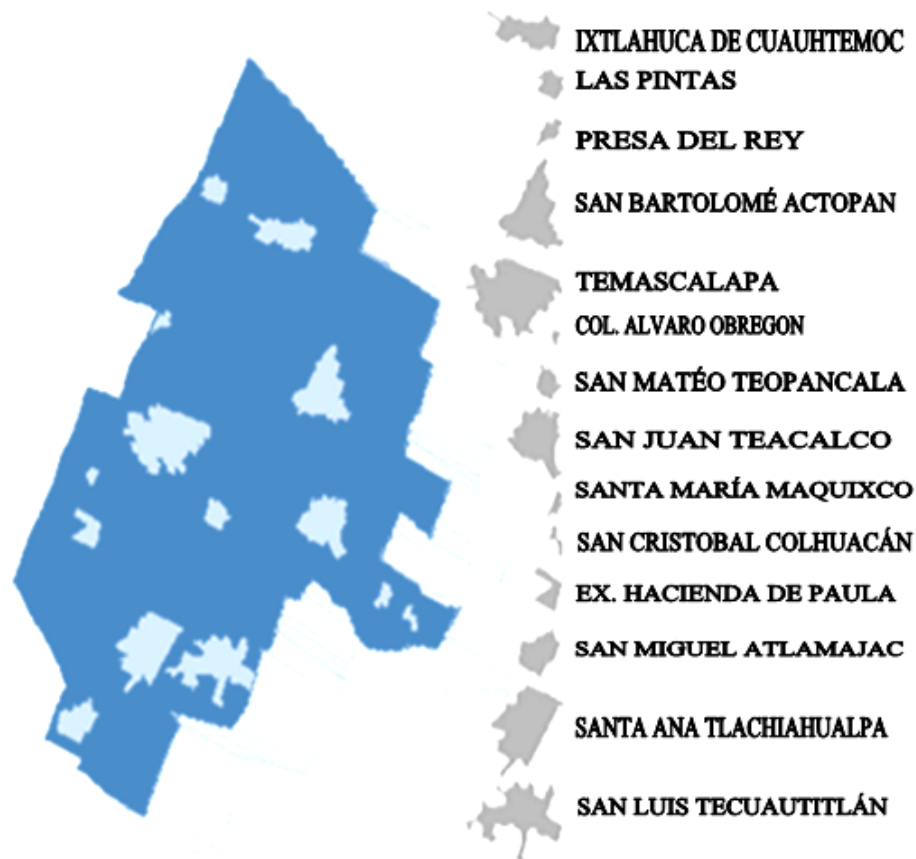 IXTLAHUCA DE CUAUHTEMOC
LAS PINTAS
PRESA DEL REY
SAN BARTOLOMÉ ACTOPAN
TEMASCALAPA
COL. ALVARO OBREGON
SAN MATÉO TEOPANCALA
SAN JUAN TEACALCO
SANTA MARÍA MAQUIXCO
SAN CRISTOBAL COLHUACÁN
EX. HACIENDA DE PAULA
SAN MIGUEL ATLAMAJAC
SANTA ANA TLACHIAHUALPA
SAN LUIS TECUAUTITLÁN